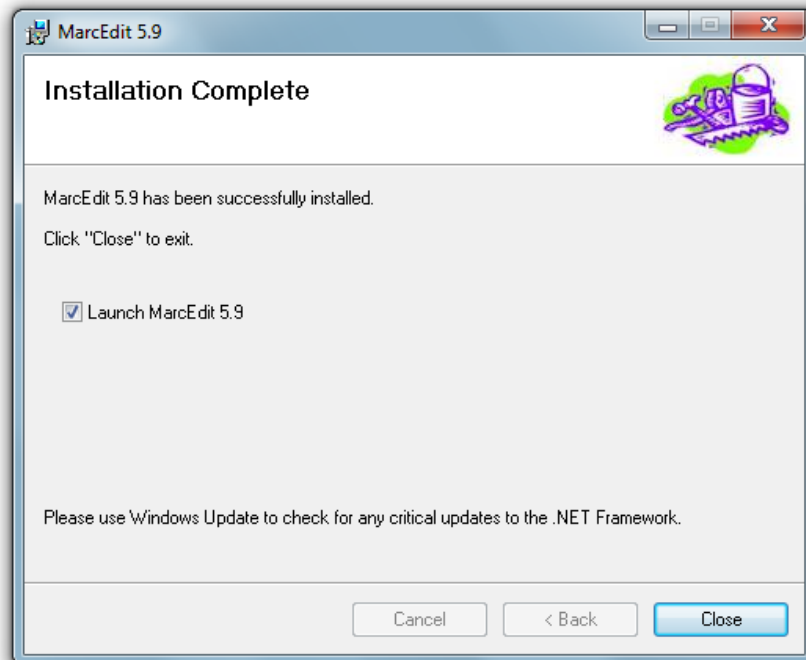 MarcEdit 5.9
Installation Complete
MarcEdit 5.9 has been successfully installed.
Click "Close" to exit.
Launch MarcEdit 5.9
Please use Windows Update to check for any critical updates to the .NET Framework.
Cancel
< Back
Close